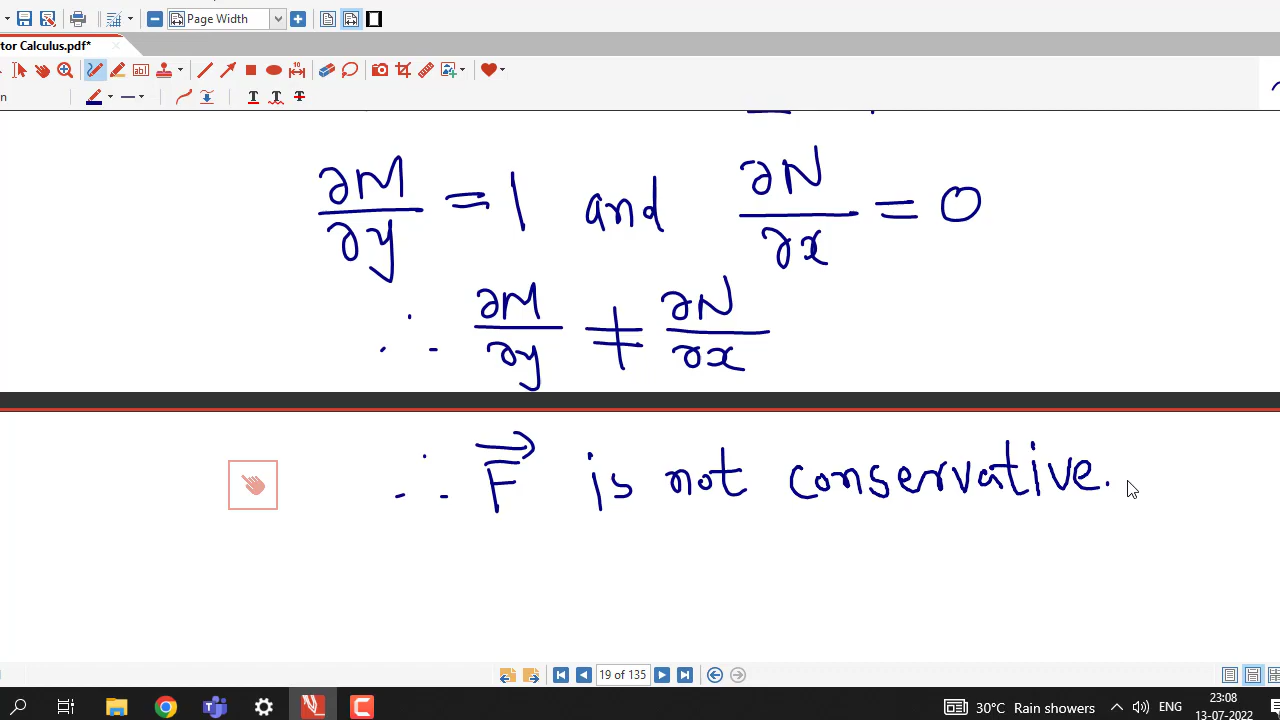 Page Width
tor Calculus.pdf*
10
T T T
n
∂M/∂y = 1 and ∂N/∂x = 0
∴ ∂M/∂y ≠ ∂N/∂x
∴ F⃗ is not conservative.
19 of 135
30°C Rain showers ENG 23:08
13-07-2022